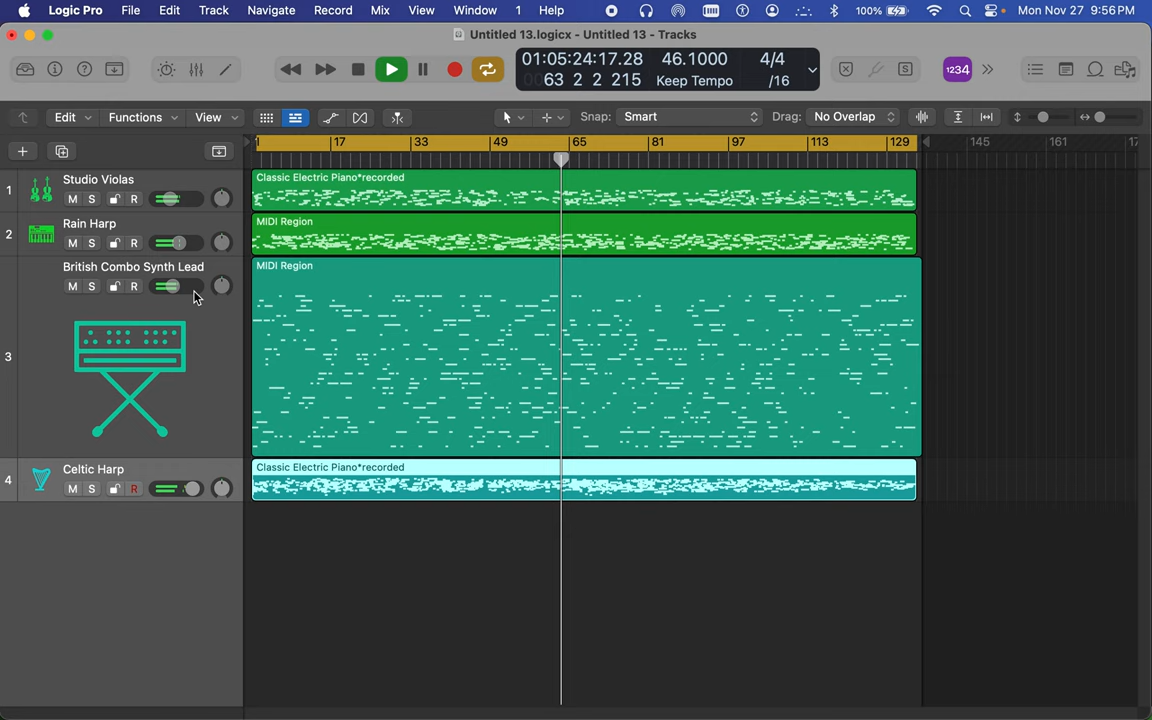 Logic Pro File Edit Track Navigate Record Mix View Window 1 Help 100% Mon Nov 27 9:56 PM
Untitled 13.logicx - Untitled 13 - Tracks
01:05:24:17.28 46.1000 4/4
0063 2 2 215 Keep Tempo /16
1234
Edit Functions View Snap: Smart Drag: No Overlap
1 17 33 49 65 81 97 113 129 145 161
1 Studio Violas
M S R
Classic Electric Piano*recorded
2 Rain Harp
M S R
MIDI Region
3 British Combo Synth Lead
M S R
MIDI Region
4 Celtic Harp
M S R
Classic Electric Piano*recorded